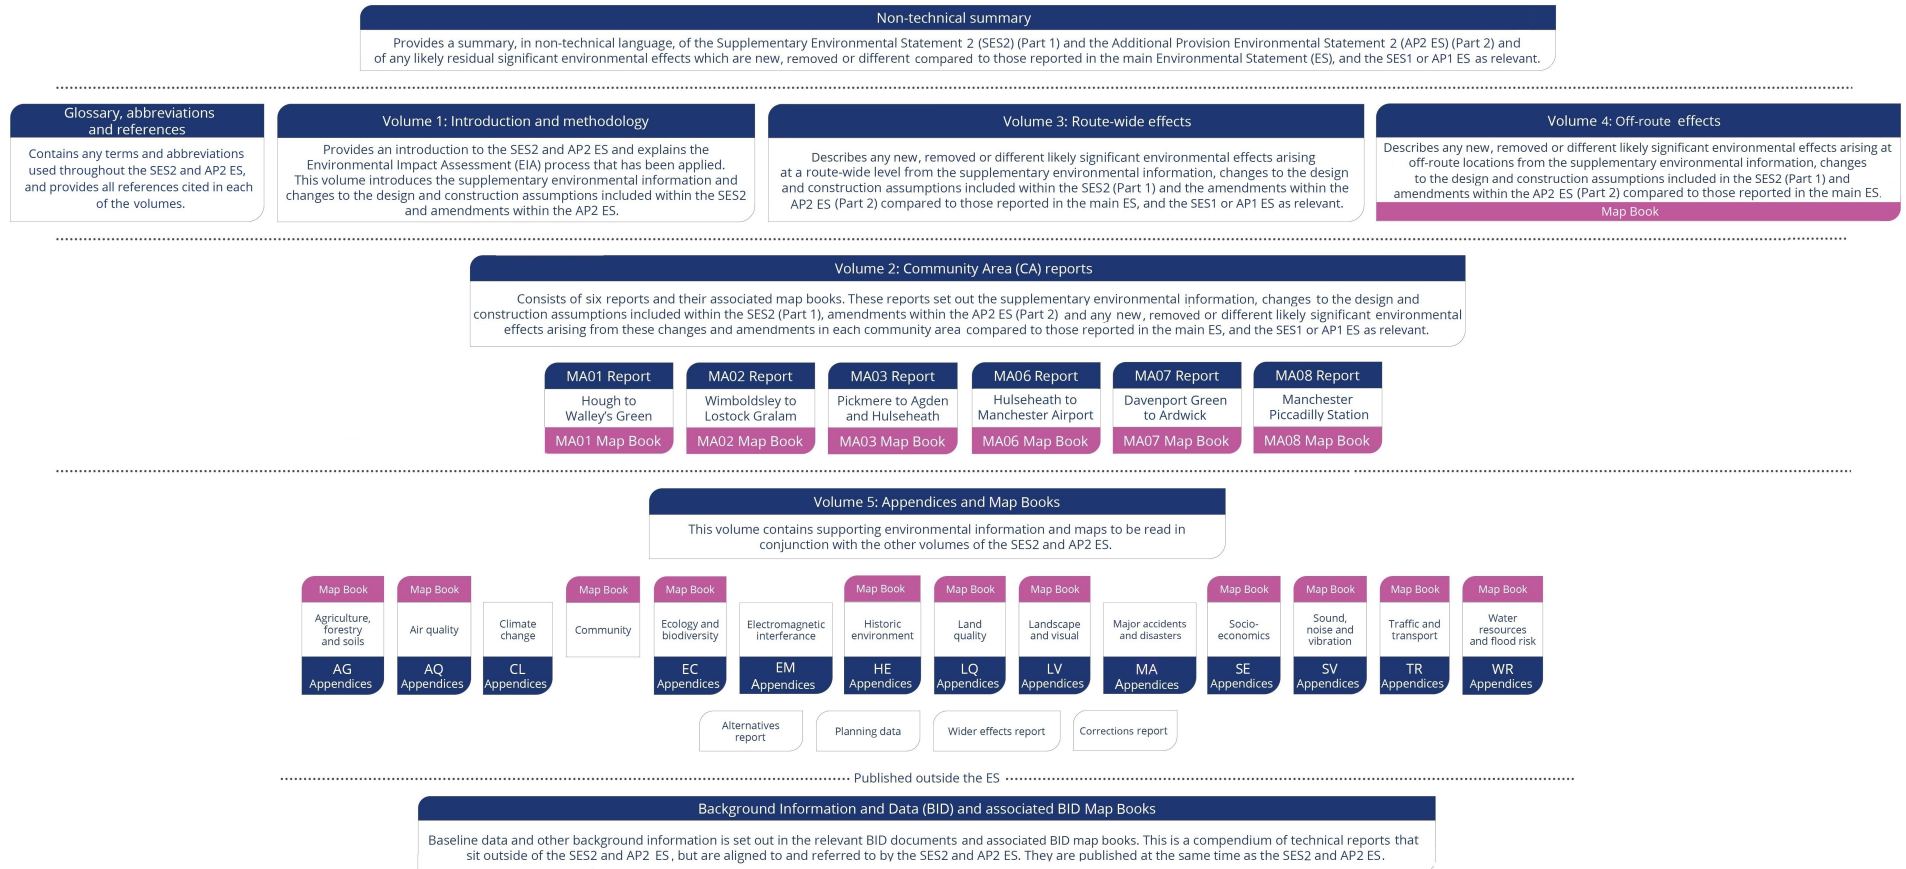 Non-technical summary
Provides a summary, in non-technical language, of the Supplementary Environmental Statement 2 (SES2) (Part 1) and the Additional Provision Environmental Statement 2 (AP2 ES) (Part 2) and
of any likely residual significant environmental effects which are new, removed or different compared to those reported in the main Environmental Statement (ES), and the SES1 or AP1 ES as relevant.
Glossary, abbreviations
and references
Contains any terms and abbreviations
used throughout the SES2 and AP2 ES,
and provides all references cited in each
of the volumes.
Volume 1: Introduction and methodology
Provides an introduction to the SES2 and AP2 ES and explains the
Environmental Impact Assessment (EIA) process that has been applied.
This volume introduces the supplementary environmental information and
changes to the design and construction assumptions included within the SES2
and amendments within the AP2 ES.
Volume 3: Route-wide effects
Describes any new, removed or different likely significant environmental effects arising
at a route-wide level from the supplementary environmental information, changes to the design
and construction assumptions included within the SES2 (Part 1) and the amendments within the
AP2 ES (Part 2) compared to those reported in the main ES, and the SES1 or AP1 ES as relevant.
Volume 4: Off-route effects
Describes any new, removed or different likely significant environmental effects arising at
off-route locations from the supplementary environmental information, changes
to the design and construction assumptions included in the SES2 (Part 1) and
amendments within the AP2 ES (Part 2) compared to those reported in the main ES.
Map Book
Volume 2: Community Area (CA) reports
Consists of six reports and their associated map books. These reports set out the supplementary environmental information, changes to the design and
construction assumptions included within the SES2 (Part 1), amendments within the AP2 ES (Part 2) and any new, removed or different likely significant environmental
effects arising from these changes and amendments in each community area compared to those reported in the main ES, and the SES1 or AP1 ES as relevant.
MA01 Report
Hough to
Walley's Green
MA01 Map Book
MA02 Report
Wimboldsley to
Lostock Gralam
MA02 Map Book
MA03 Report
Pickmere to Agden
and Hulseheath
MA03 Map Book
MA06 Report
Hulseheath to
Manchester Airport
MA06 Map Book
MA07 Report
Davenport Green
to Ardwick
MA07 Map Book
MA08 Report
Manchester
Piccadilly Station
MA08 Map Book
Volume 5: Appendices and Map Books
This volume contains supporting environmental information and maps to be read in
conjunction with the other volumes of the SES2 and AP2 ES.
Map Book
Agriculture,
forestry
and soils
AG
Appendices
Map Book
Air quality
AQ
Appendices
Climate
change
CL
Appendices
Map Book
Community
Map Book
Ecology and
biodiversity
EC
Appendices
Electromagnetic
interferance
EM
Appendices
Map Book
Historic
environment
HE
Appendices
Map Book
Land
quality
LQ
Appendices
Map Book
Landscape
and visual
LV
Appendices
Major accidents
and disasters
MA
Appendices
Map Book
Socio-
economics
SE
Appendices
Map Book
Sound,
noise and
vibration
SV
Appendices
Map Book
Traffic and
transport
TR
Appendices
Map Book
Water
resources
and flood risk
WR
Appendices
Alternatives
report
Planning data
Wider effects report
Corrections report
Published outside the ES
Background Information and Data (BID) and associated BID Map Books
Baseline data and other background information is set out in the relevant BID documents and associated BID map books. This is a compendium of technical reports that
sit outside of the SES2 and AP2 ES, but are aligned to and referred to by the SES2 and AP2 ES. They are published at the same time as the SES2 and AP2 ES.